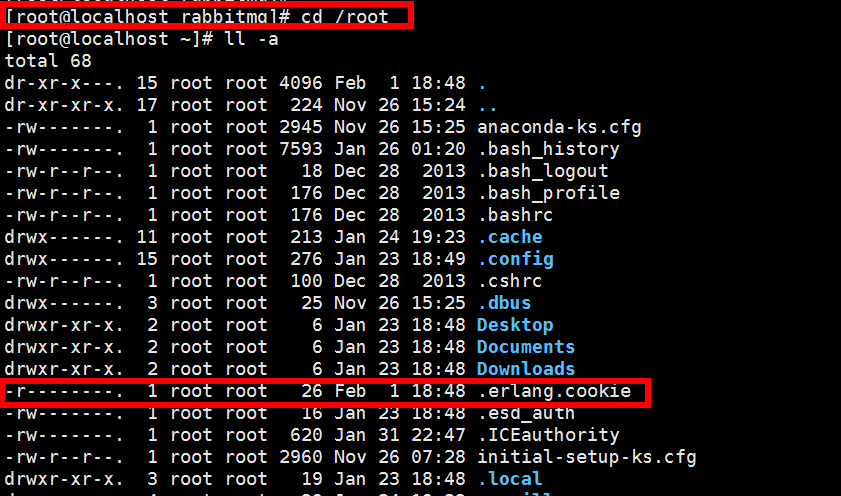 [root@localhost rabbitmq]# cd /root
[root@localhost ~]# ll -a
total 68
dr-xr-x---. 15 root root 4096 Feb  1 18:48 .
dr-xr-xr-x. 17 root root  224 Nov 26 15:24 ..
-rw-------.  1 root root 2945 Nov 26 15:25 anaconda-ks.cfg
-rw-------.  1 root root 7593 Jan 26 01:20 .bash_history
-rw-r--r--.  1 root root   18 Dec 28  2013 .bash_logout
-rw-r--r--.  1 root root  176 Dec 28  2013 .bash_profile
-rw-r--r--.  1 root root  176 Dec 28  2013 .bashrc
drwx------. 11 root root  213 Jan 24 19:23 .cache
drwx------. 15 root root  276 Jan 23 18:49 .config
-rw-r--r--.  1 root root  100 Dec 28  2013 .cshrc
drwx------.  3 root root   25 Nov 26 15:25 .dbus
drwxr-xr-x.  2 root root    6 Jan 23 18:48 Desktop
drwxr-xr-x.  2 root root    6 Jan 23 18:48 Documents
drwxr-xr-x.  2 root root    6 Jan 23 18:48 Downloads
-r--------.  1 root root   26 Feb  1 18:48 .erlang.cookie
-rw-------.  1 root root   16 Jan 23 18:48 .esd_auth
-rw-------.  1 root root  620 Jan 31 22:47 .ICEauthority
-rw-r--r--.  1 root root 2960 Nov 26 07:28 initial-setup-ks.cfg
drwxr-xr-x.  3 root root   19 Jan 23 18:48 .local